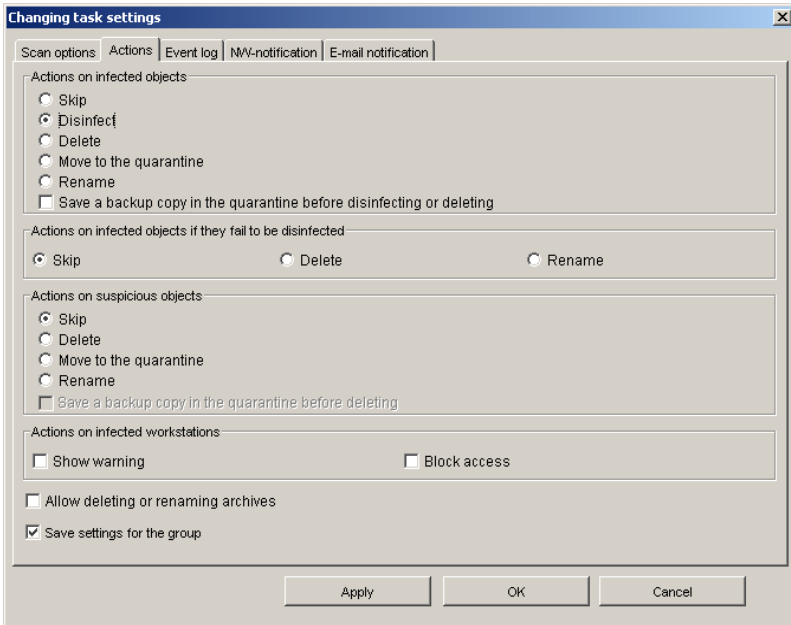 Changing task settings
Scan options Actions Event log NW-notification E-mail notification
Actions on infected objects
Skip
Disinfect
Delete
Move to the quarantine
Rename
Save a backup copy in the quarantine before disinfecting or deleting
Actions on infected objects if they fail to be disinfected
Skip Delete Rename
Actions on suspicious objects
Skip
Delete
Move to the quarantine
Rename
Save a backup copy in the quarantine before deleting
Actions on infected workstations
Show warning Block access
Allow deleting or renaming archives
Save settings for the group
Apply OK Cancel